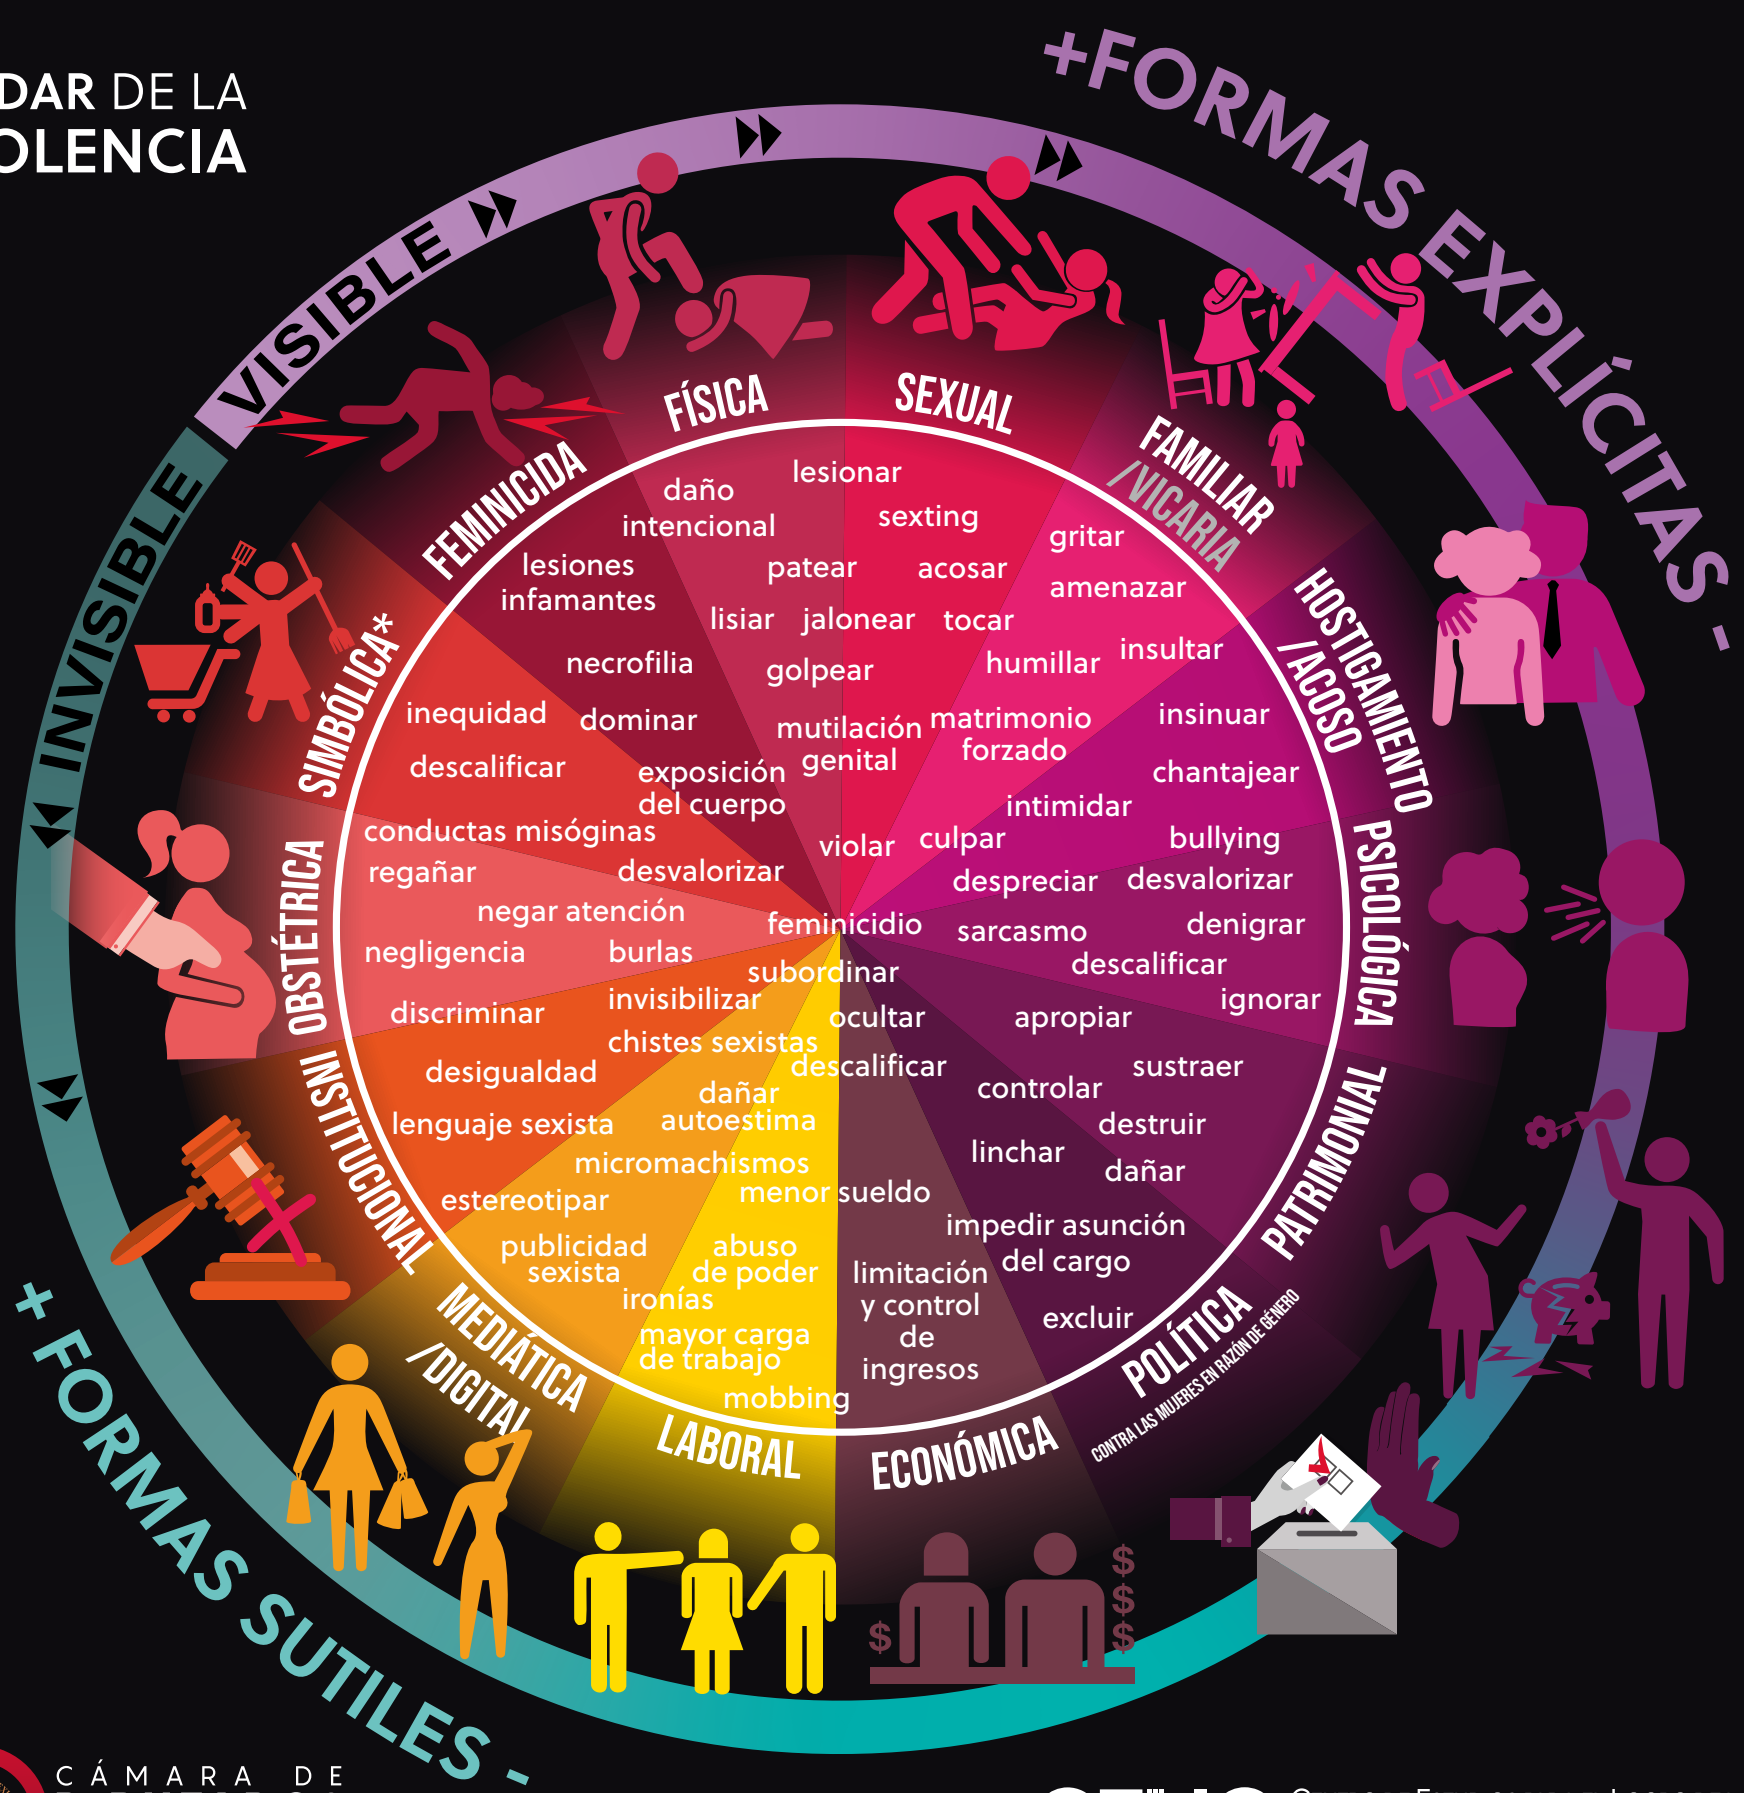 DAR DE LA
OLENCIA
+FORMAS EXPLÍCITAS -
VISIBLE
INVISIBLE
+ FORMAS SUTILES -
FÍSICA
SEXUAL
FAMILIAR
/VICARIA
HOSTIGAMIENTO
/ACOSO
PSICOLÓGICA
PATRIMONIAL
POLÍTICA
CONTRA LAS MUJERES EN RAZÓN DE GÉNERO
ECONÓMICA
LABORAL
MEDIÁTICA
/DIGITAL
INSTITUCIONAL
OBSTÉTRICA
SIMBÓLICA*
FEMINICIDA
lesionar
daño
intencional
sexting
gritar
lesiones
infamantes
patear
acosar
amenazar
lisiar
jalonear
tocar
necrofilia
golpear
humillar
insultar
inequidad
dominar
mutilación
genital
matrimonio
forzado
insinuar
descalificar
exposición
del cuerpo
chantajear
intimidar
conductas misóginas
violar
culpar
bullying
regañar
desvalorizar
despreciar
desvalorizar
negar atención
feminicidio
sarcasmo
denigrar
negligencia
burlas
subordinar
descalificar
discriminar
invisibilizar
ocultar
apropiar
ignorar
chistes sexistas
descalificar
desigualdad
dañar
autoestima
controlar
sustraer
lenguaje sexista
destruir
micromachismos
linchar
dañar
estereotipar
menor sueldo
impedir asunción
del cargo
publicidad
sexista
abuso
de poder
limitación
y control
de
ingresos
ironías
excluir
mayor carga
de trabajo
mobbing
$
$
$
$
CÁMARA DE